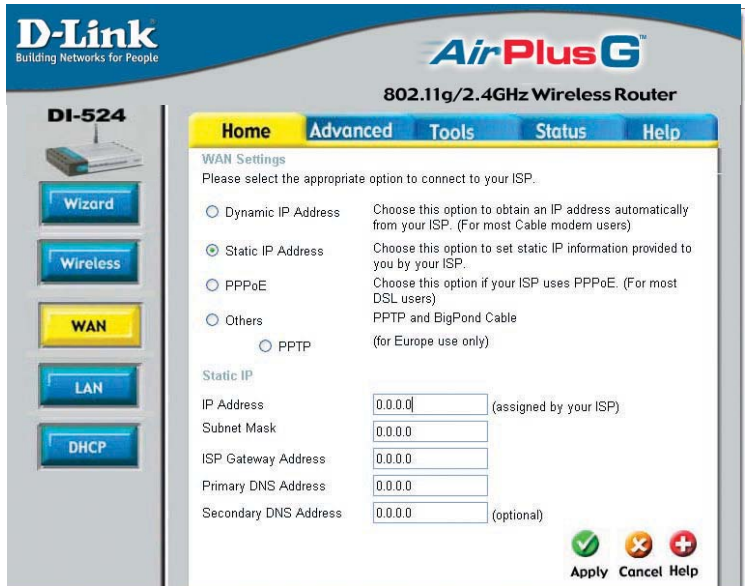 D-Link
Building Networks for People
AirPlus G™
802.11g/2.4GHz Wireless Router
DI-524
Home Advanced Tools Status Help
Wizard
Wireless
WAN
LAN
DHCP
WAN Settings
Please select the appropriate option to connect to your ISP.
Dynamic IP Address Choose this option to obtain an IP address automatically
from your ISP. (For most Cable modem users)
Static IP Address Choose this option to set static IP information provided to
you by your ISP.
PPPoE Choose this option if your ISP uses PPPoE. (For most
DSL users)
Others PPTP and BigPond Cable
PPTP (for Europe use only)
Static IP
IP Address 0.0.0.0 (assigned by your ISP)
Subnet Mask 0.0.0.0
ISP Gateway Address 0.0.0.0
Primary DNS Address 0.0.0.0
Secondary DNS Address 0.0.0.0 (optional)
Apply Cancel Help